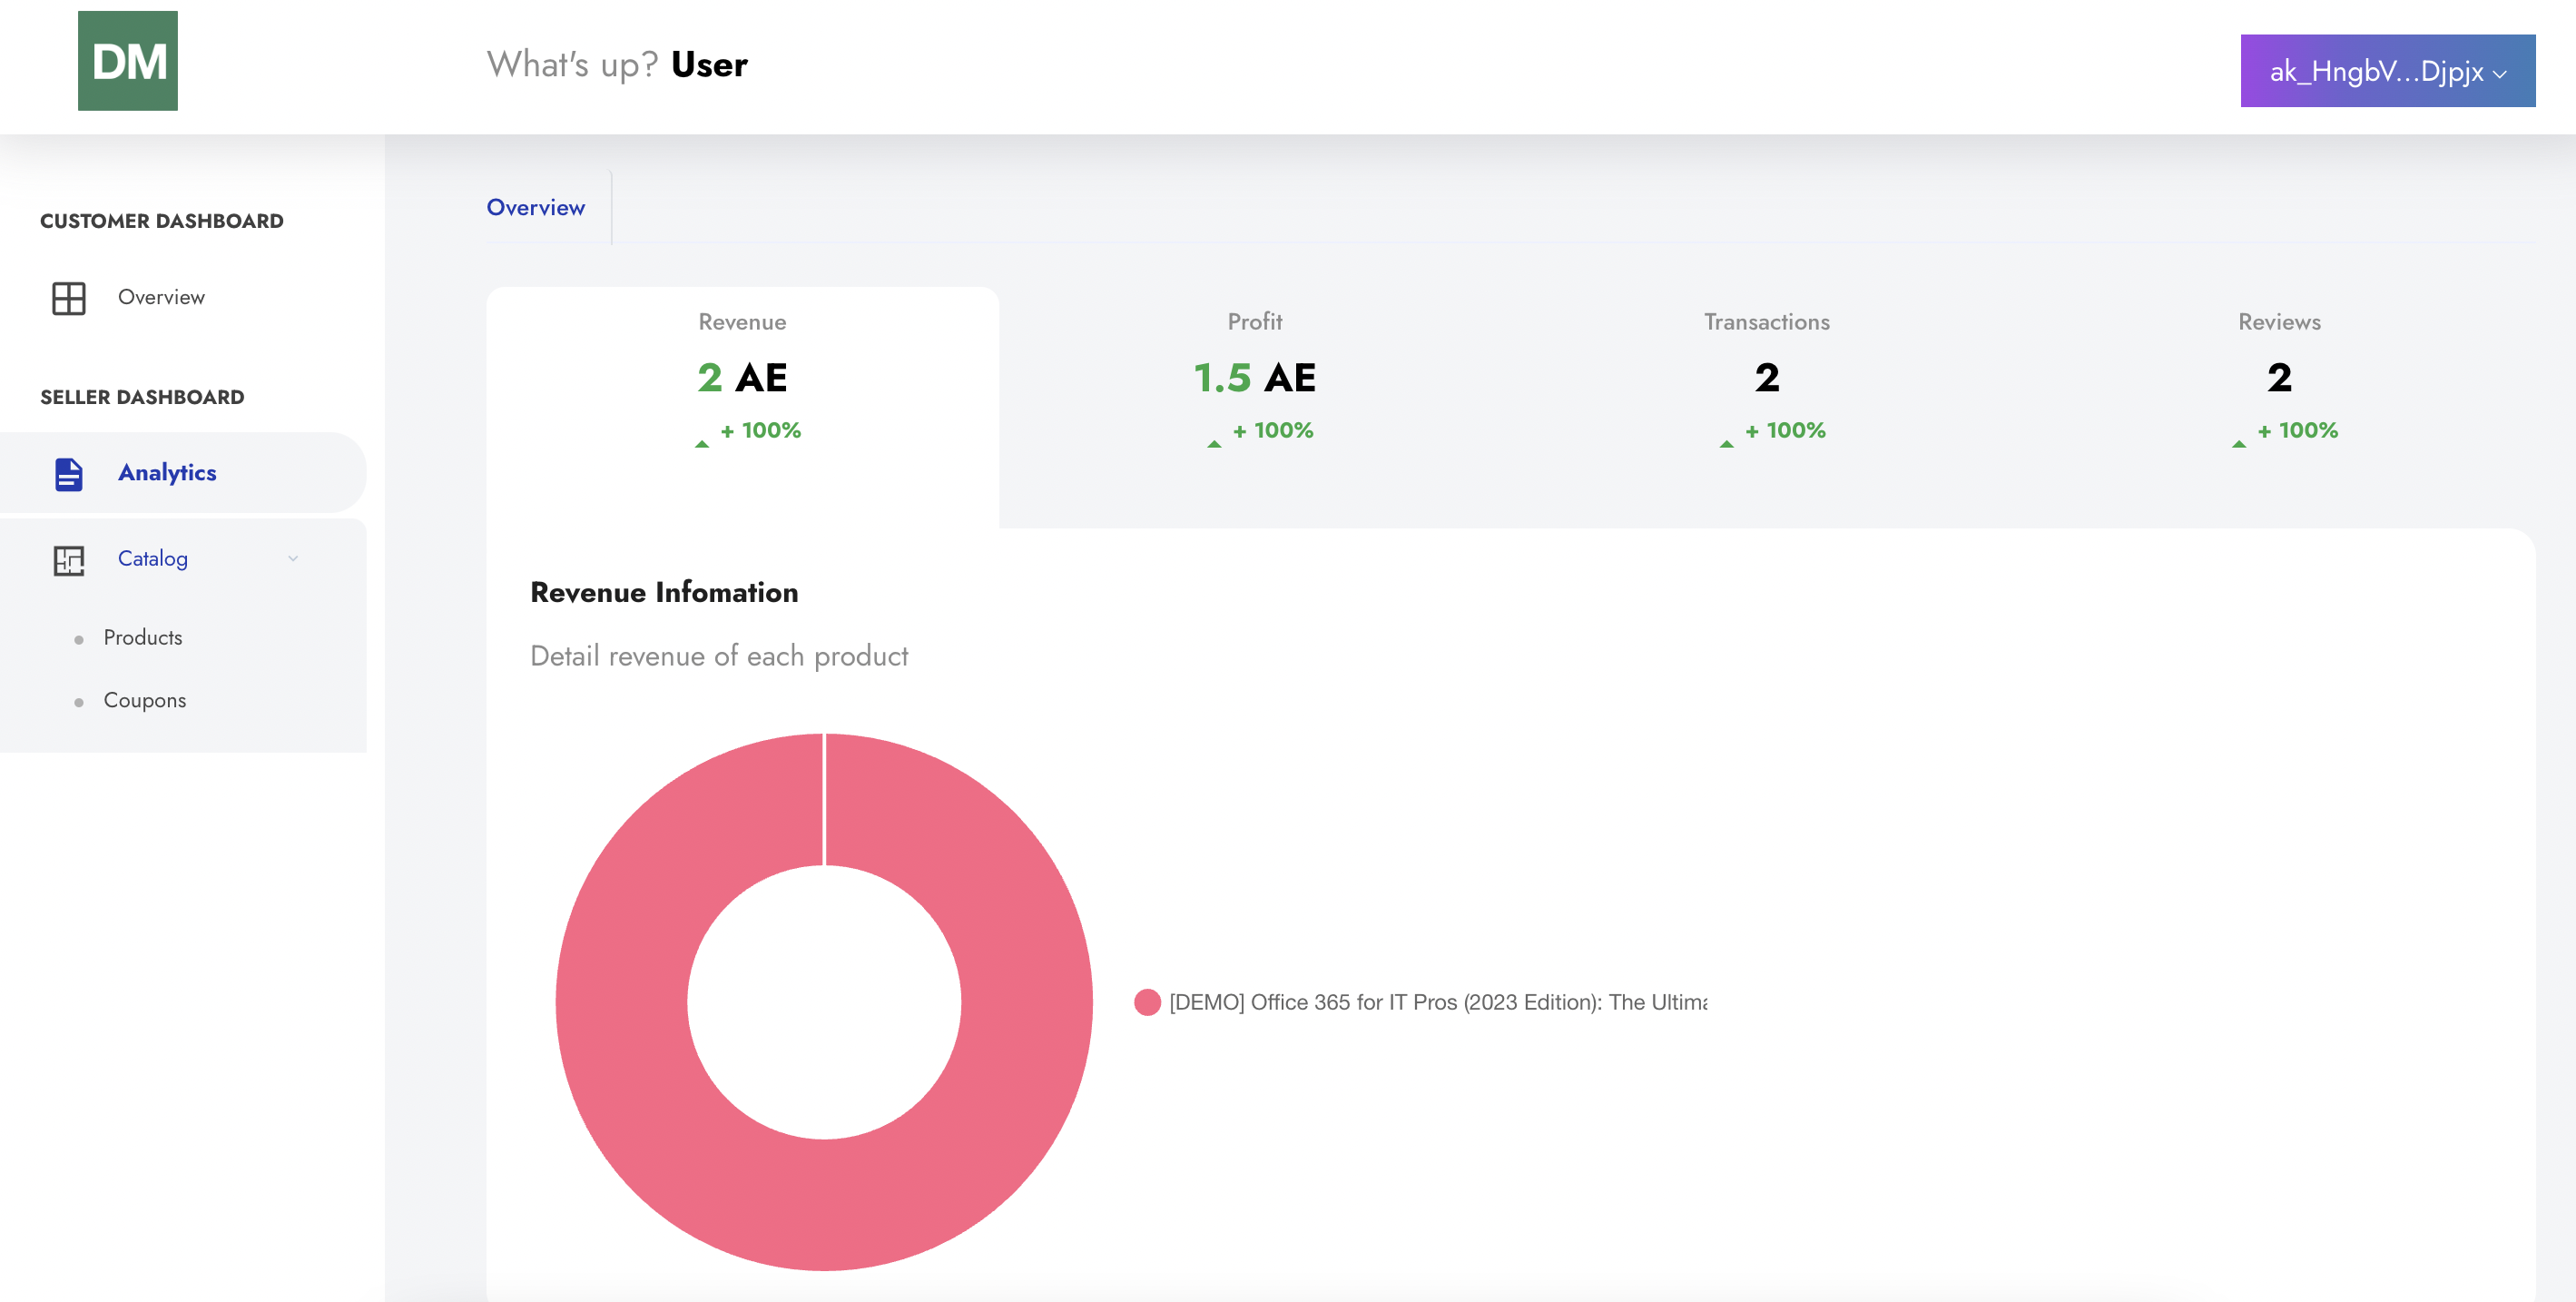 DM
What's up? User
ak_HngbV...Djpjx
CUSTOMER DASHBOARD
Overview
SELLER DASHBOARD
Analytics
Catalog
Products
Coupons
Overview
Revenue
2 AE
+ 100%
Profit
1.5 AE
+ 100%
Transactions
2
+ 100%
Reviews
2
+ 100%
Revenue Infomation
Detail revenue of each product
[DEMO] Office 365 for IT Pros (2023 Edition): The Ultima